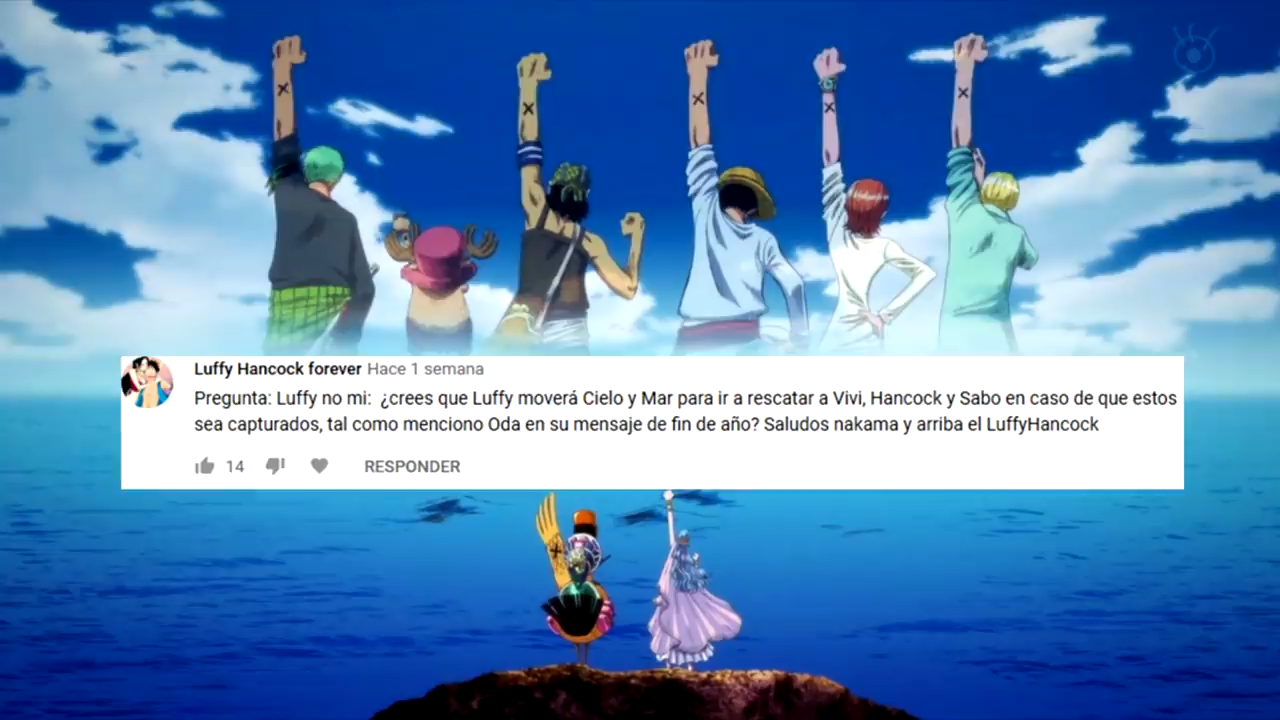 Luffy Hancock forever Hace 1 semana
Pregunta: Luffy no mi:  ¿crees que Luffy moverá Cielo y Mar para ir a rescatar a Vivi, Hancock y Sabo en caso de que estos
sea capturados, tal como menciono Oda en su mensaje de fin de año? Saludos nakama y arriba el LuffyHancock
14 RESPONDER